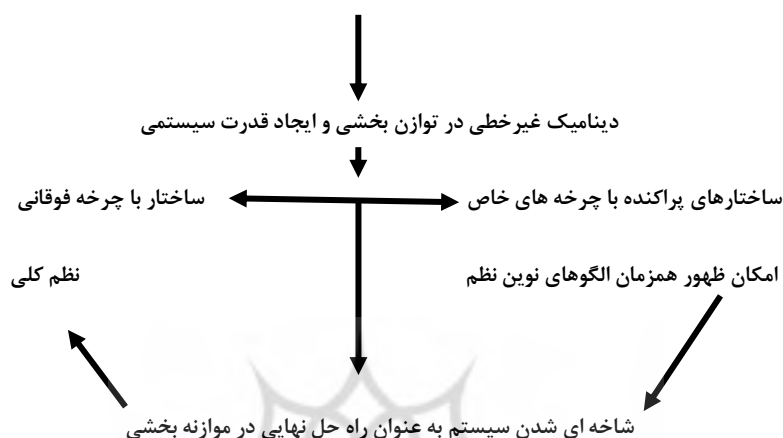 دینامیک غیرخطی در توازن بخشی و ایجاد قدرت سیستمی
ساختارهای پراکنده با چرخه های خاص
ساختار با چرخه فوقانی
امکان ظهور همزمان الگوهای نوین نظم
نظم کلی
شاخه ای شدن سیستم به عنوان راه حل نهایی در موازنه بخشی